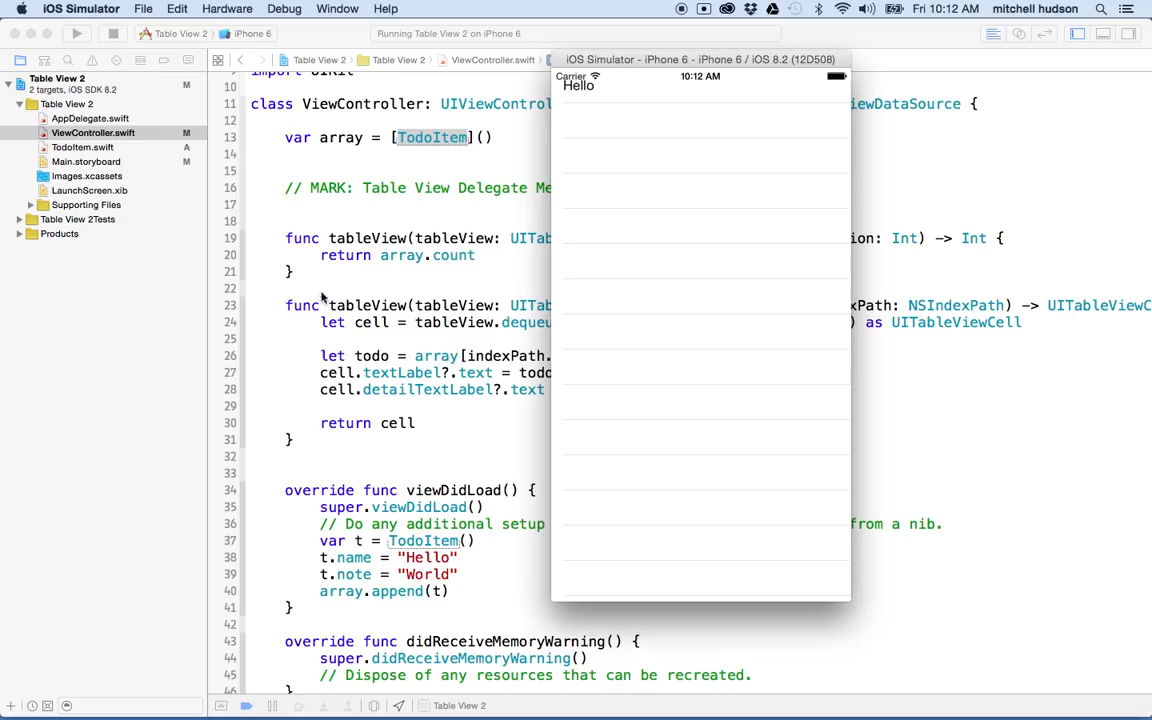 iOS Simulator File Edit Hardware Debug Window Help Fri 10:12 AM mitchell hudson
Table View 2 iPhone 6 Running Table View 2 on iPhone 6
Table View 2 Table View 2 ViewController.swift
iOS Simulator - iPhone 6 - iPhone 6 / iOS 8.2 (12D508)
Carrier 10:12 AM
Hello
Table View 2 M
2 targets, iOS SDK 8.2
Table View 2
AppDelegate.swift
ViewController.swift M
TodoItem.swift A
Main.storyboard M
Images.xcassets
LaunchScreen.xib
Supporting Files
Table View 2Tests
Products
10
11 class ViewController: UIViewControl ewDataSource {
12
13 var array = [TodoItem]()
14
15
16 // MARK: Table View Delegate Me
17
18
19 func tableView(tableView: UITab ion: Int) -> Int {
20 return array.count
21 }
22
23 func tableView(tableView: UITab xPath: NSIndexPath) -> UITableViewC
24 let cell = tableView.dequeu ) as UITableViewCell
25
26 let todo = array[indexPath.
27 cell.textLabel?.text = todo
28 cell.detailTextLabel?.text
29
30 return cell
31 }
32
33
34 override func viewDidLoad() {
35 super.viewDidLoad()
36 // Do any additional setup from a nib.
37 var t = TodoItem()
38 t.name = "Hello"
39 t.note = "World"
40 array.append(t)
41 }
42
43 override func didReceiveMemoryWarning() {
44 super.didReceiveMemoryWarning()
45 // Dispose of any resources that can be recreated.
46 }
Table View 2